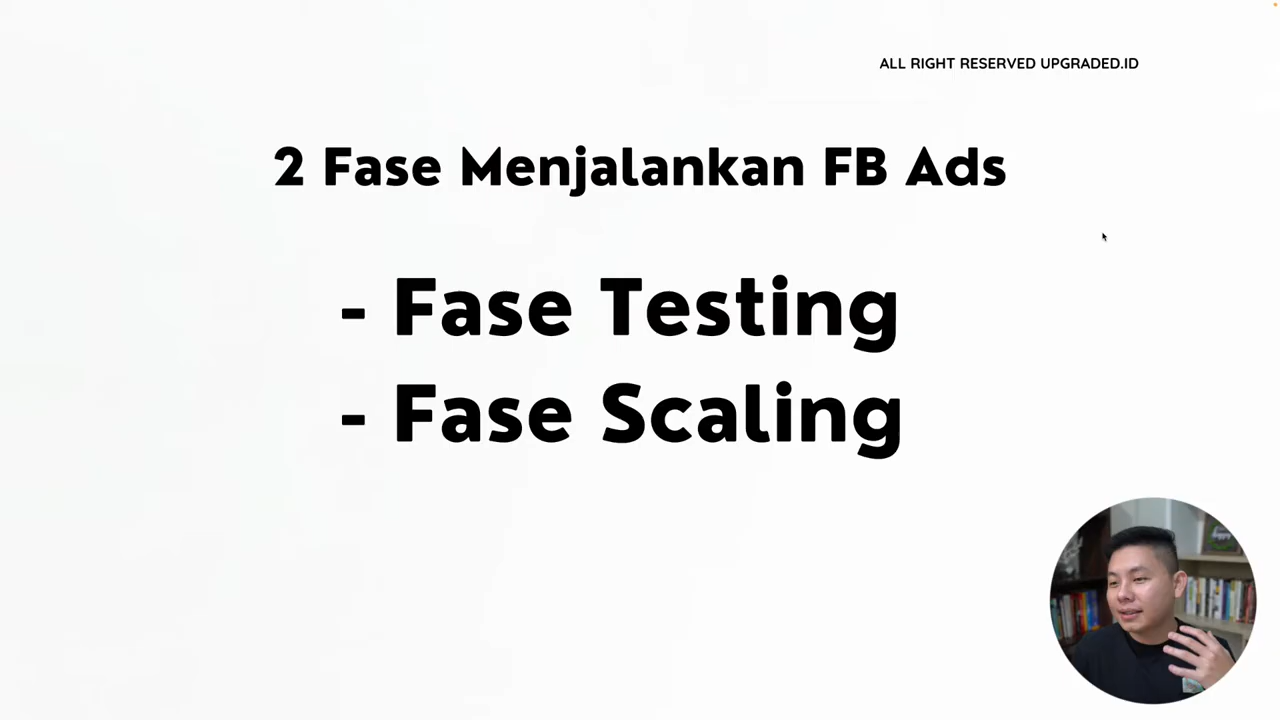 ALL RIGHT RESERVED UPGRADED.ID
2 Fase Menjalankan FB Ads
- Fase Testing
- Fase Scaling